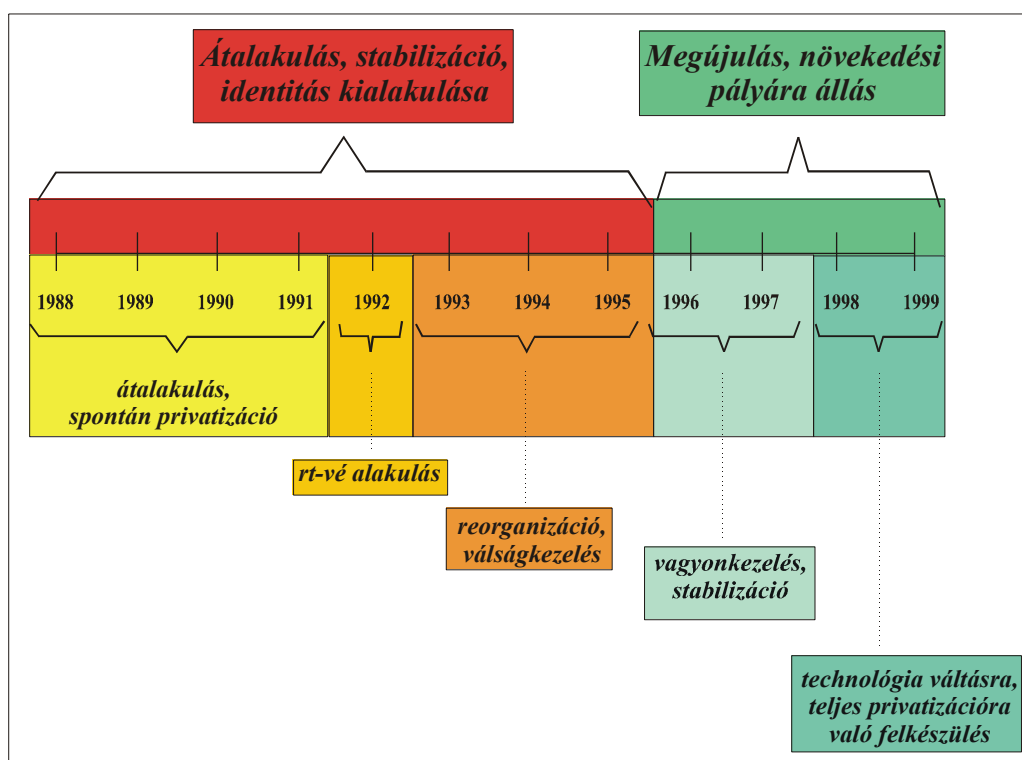 Átalakulás, stabilizáció,
identitás kialakulása
Megújulás, növekedési
pályára állás
1988 1989 1990 1991 1992 1993 1994 1995 1996 1997 1998 1999
átalakulás,
spontán privatizáció
rt-vé alakulás
reorganizáció,
válságkezelés
vagyonkezelés,
stabilizáció
technológia váltásra,
teljes privatizációra
való felkészülés